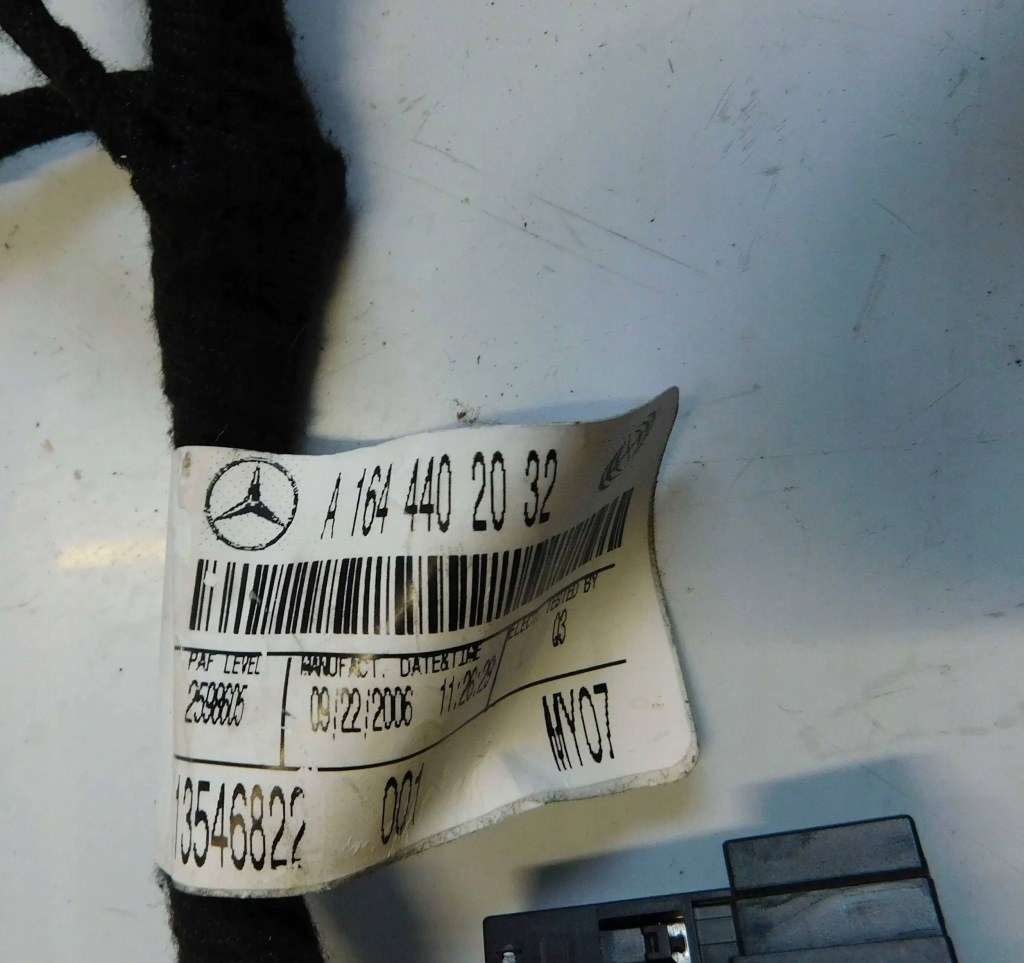 A 164 440 20 32
PAF LEVEL MANUFACT. DATE&TIME ELECT. TESTED BY
2598605 09/22/2006 11:26:29 Q3
MY07
13546822 001